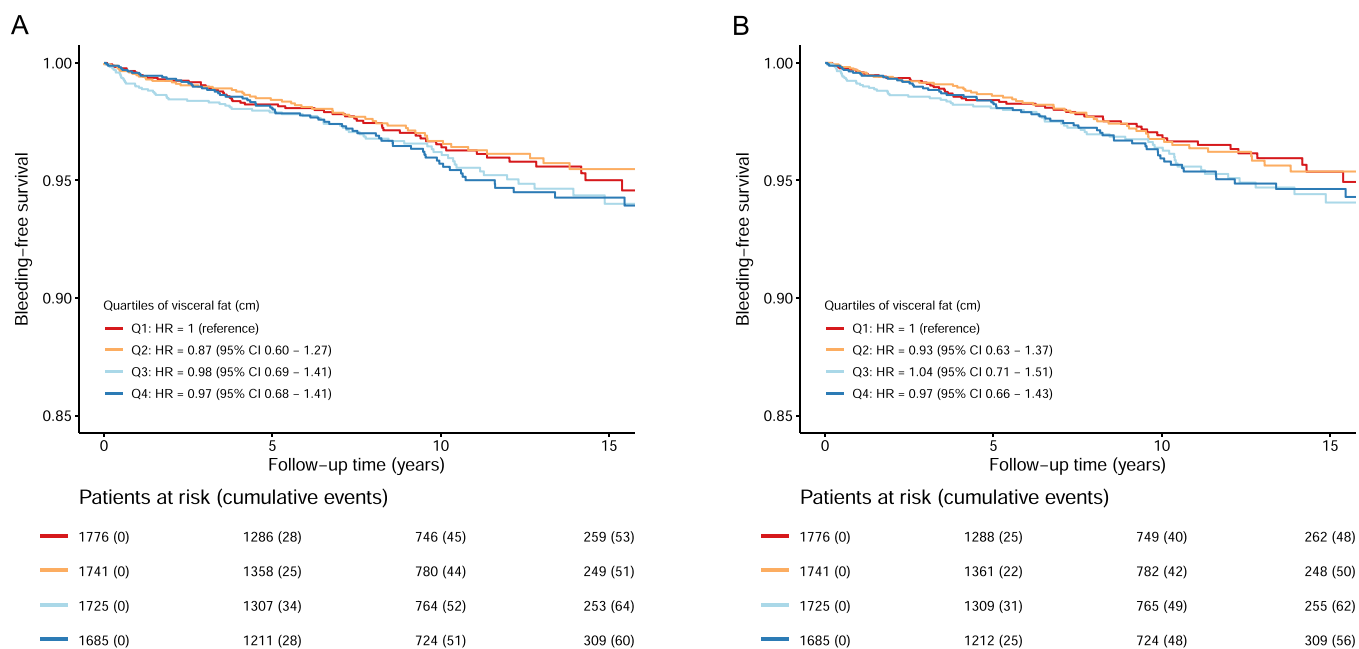 A
1.00
0.95
0.90
0.85
Bleeding–free survival
Quartiles of visceral fat (cm)
Q1: HR = 1 (reference)
Q2: HR = 0.87 (95% CI 0.60 – 1.27)
Q3: HR = 0.98 (95% CI 0.69 – 1.41)
Q4: HR = 0.97 (95% CI 0.68 – 1.41)
0 5 10 15
Follow–up time (years)
Patients at risk (cumulative events)
1776 (0) 1286 (28) 746 (45) 259 (53)
1741 (0) 1358 (25) 780 (44) 249 (51)
1725 (0) 1307 (34) 764 (52) 253 (64)
1685 (0) 1211 (28) 724 (51) 309 (60)
B
1.00
0.95
0.90
0.85
Bleeding–free survival
Quartiles of visceral fat (cm)
Q1: HR = 1 (reference)
Q2: HR = 0.93 (95% CI 0.63 – 1.37)
Q3: HR = 1.04 (95% CI 0.71 – 1.51)
Q4: HR = 0.97 (95% CI 0.66 – 1.43)
0 5 10 15
Follow–up time (years)
Patients at risk (cumulative events)
1776 (0) 1288 (25) 749 (40) 262 (48)
1741 (0) 1361 (22) 782 (42) 248 (50)
1725 (0) 1309 (31) 765 (49) 255 (62)
1685 (0) 1212 (25) 724 (48) 309 (56)